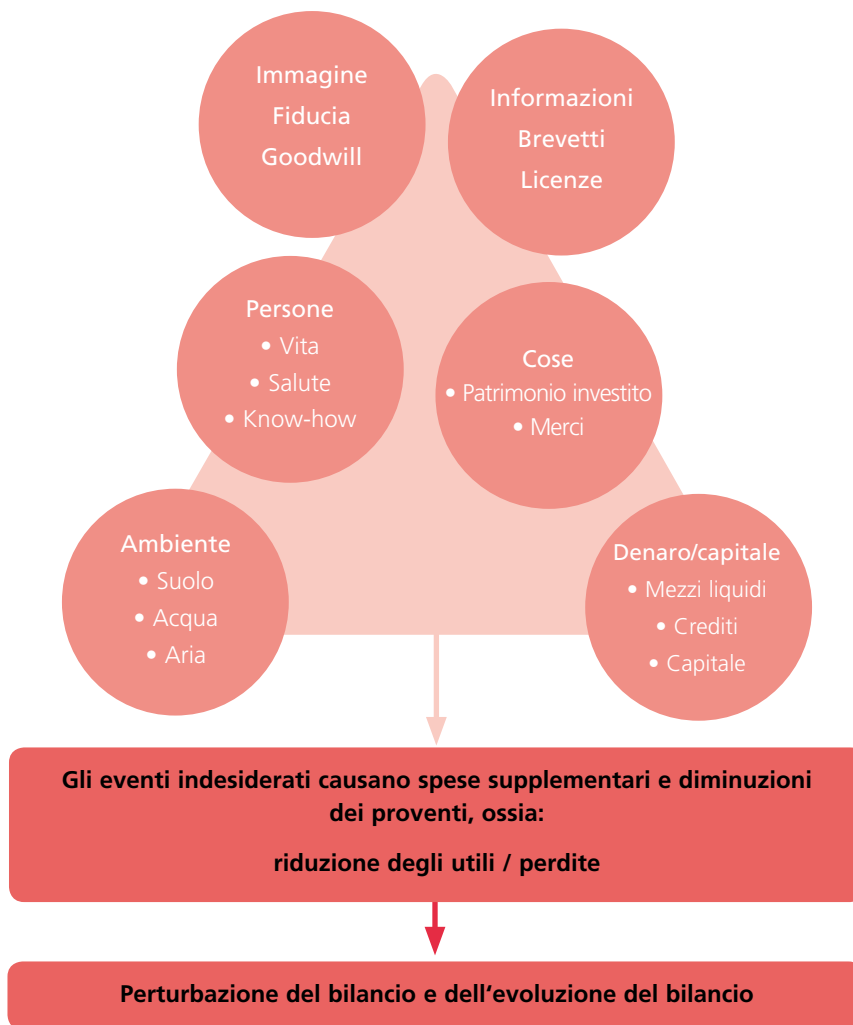 Immagine
Fiducia
Goodwill
Informazioni
Brevetti
Licenze
Persone
• Vita
• Salute
• Know-how
Cose
• Patrimonio investito
• Merci
Ambiente
• Suolo
• Acqua
• Aria
Denaro/capitale
• Mezzi liquidi
• Crediti
• Capitale
Gli eventi indesiderati causano spese supplementari e diminuzioni
dei proventi, ossia:
riduzione degli utili / perdite
Perturbazione del bilancio e dell‘evoluzione del bilancio